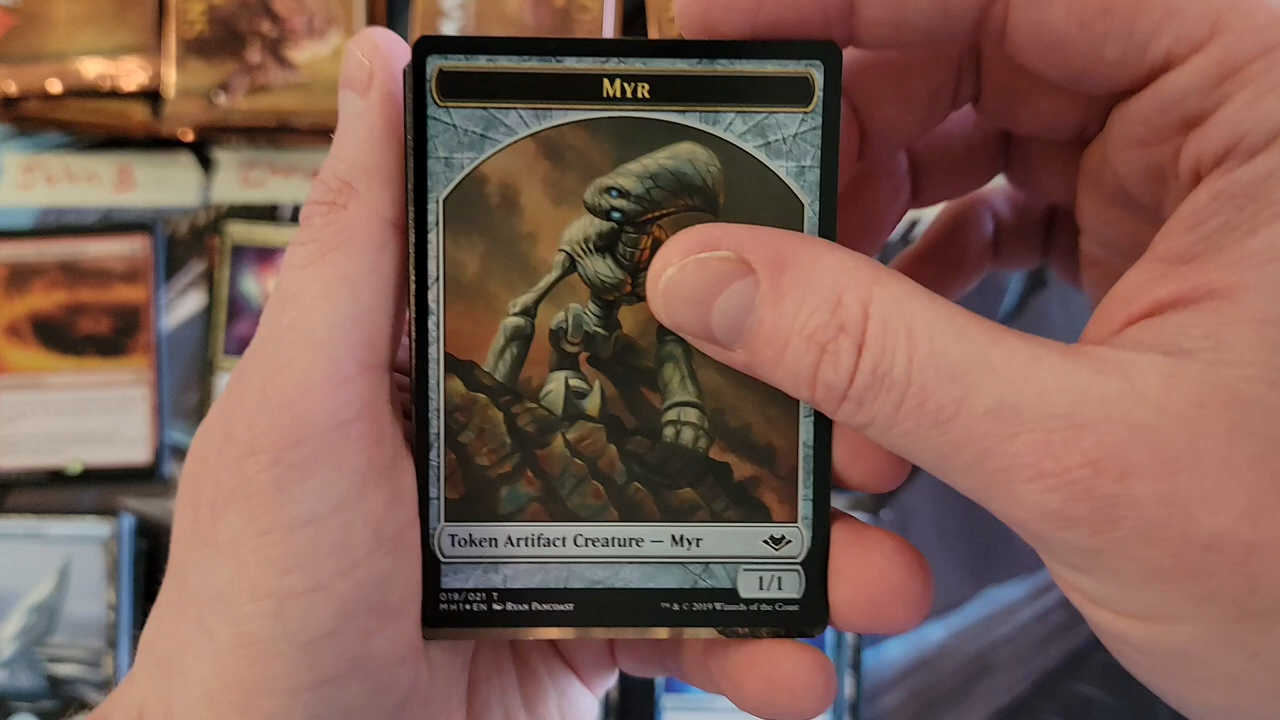 John B
Myr
Token Artifact Creature — Myr
1/1
019/021 T
MH1★EN Ryan Pancoast
™ & © 2019 Wizards of the Coast